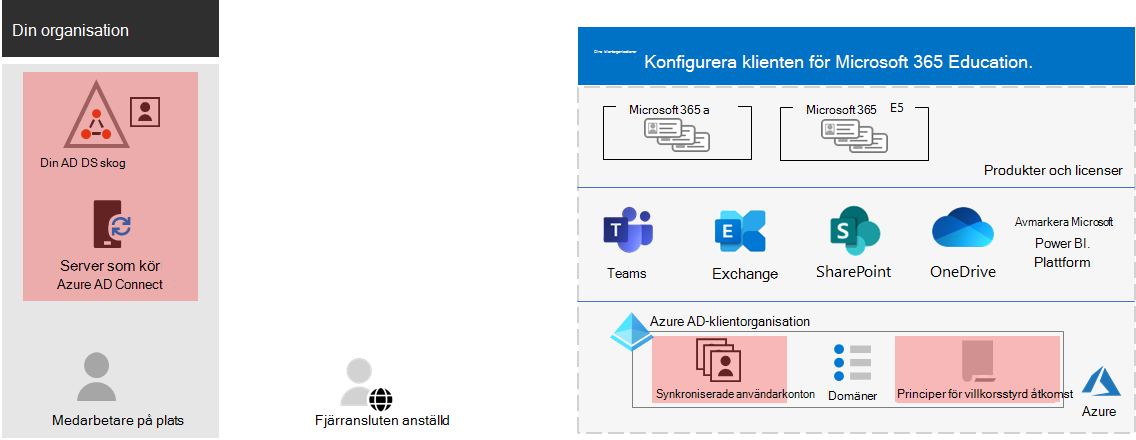 Din organisation
Din AD DS skog
Server som kör
Azure AD Connect
Medarbetare på plats
Fjärransluten anställd
Dina klientorganisationer
Konfigurera klienten för Microsoft 365 Education.
Microsoft 365 a
Microsoft 365 E5
Produkter och licenser
T
Teams
E
Exchange
S
SharePoint
OneDrive
Avmarkera Microsoft
Power BI.
Plattform
Azure AD-klientorganisation
Synkroniserade användarkonton
Domäner
Principer för villkorsstyrd åtkomst
Azure